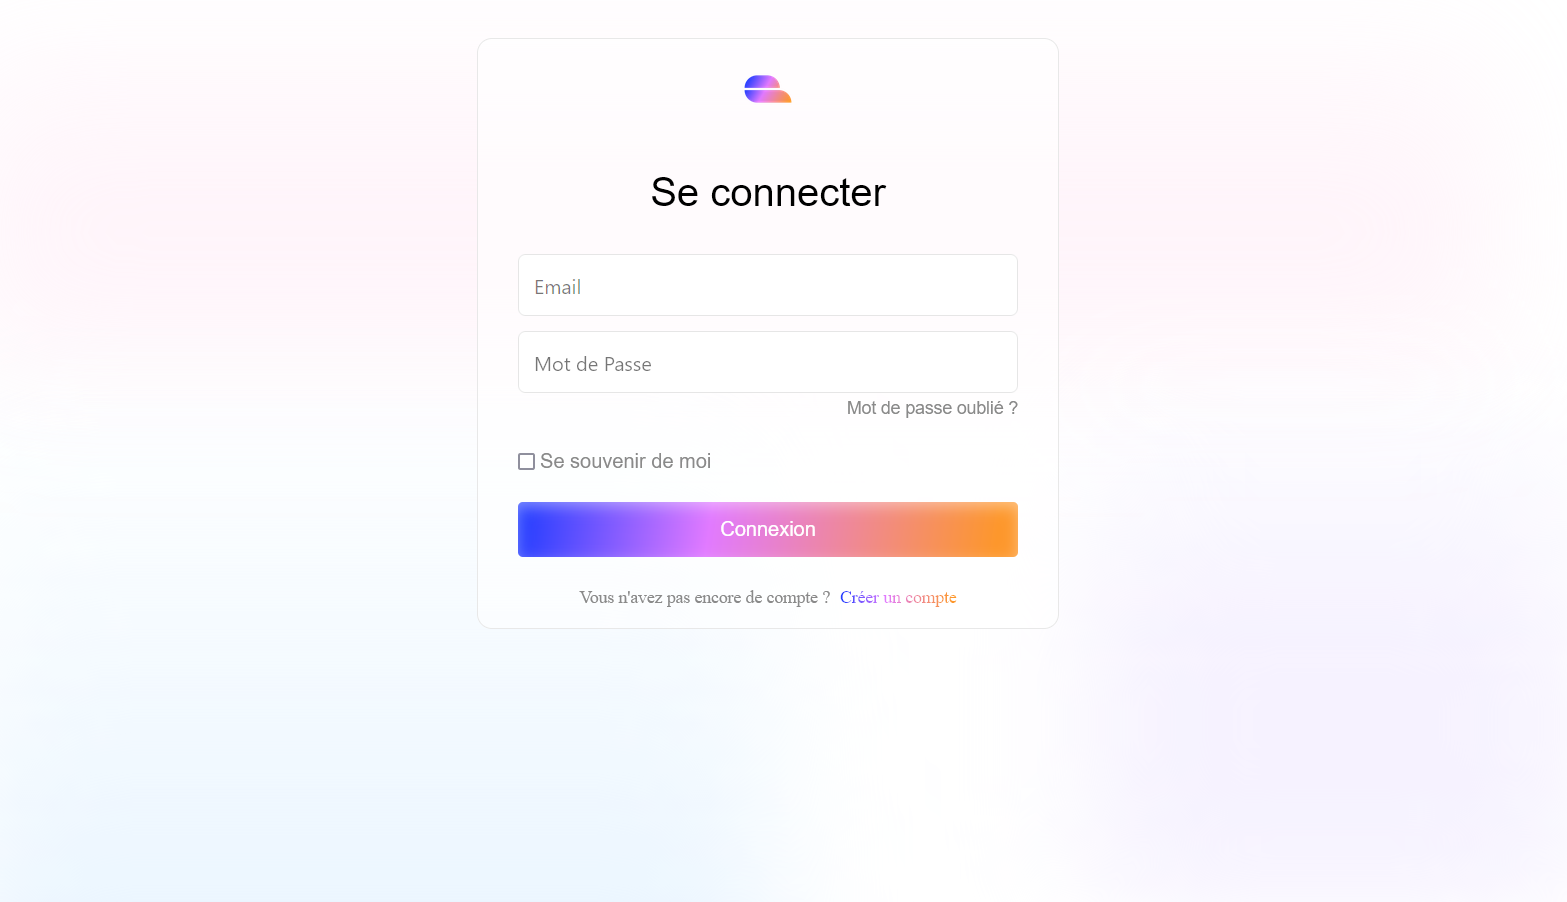 Se connecter
Email
Mot de Passe
Mot de passe oublié ?
Se souvenir de moi
Connexion
Vous n'avez pas encore de compte ? Créer un compte